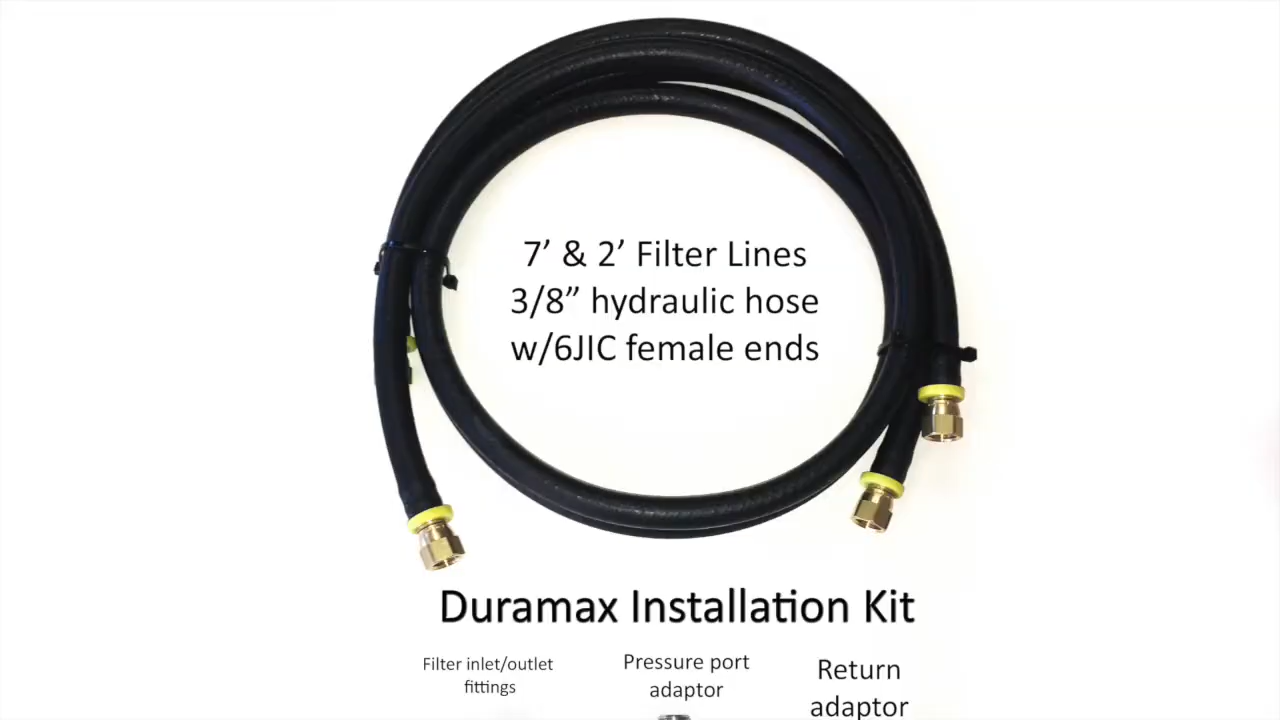 7’ & 2’ Filter Lines
3/8” hydraulic hose
w/6JIC female ends
Duramax Installation Kit
Filter inlet/outlet
fittings
Pressure port
adaptor
Return
adaptor